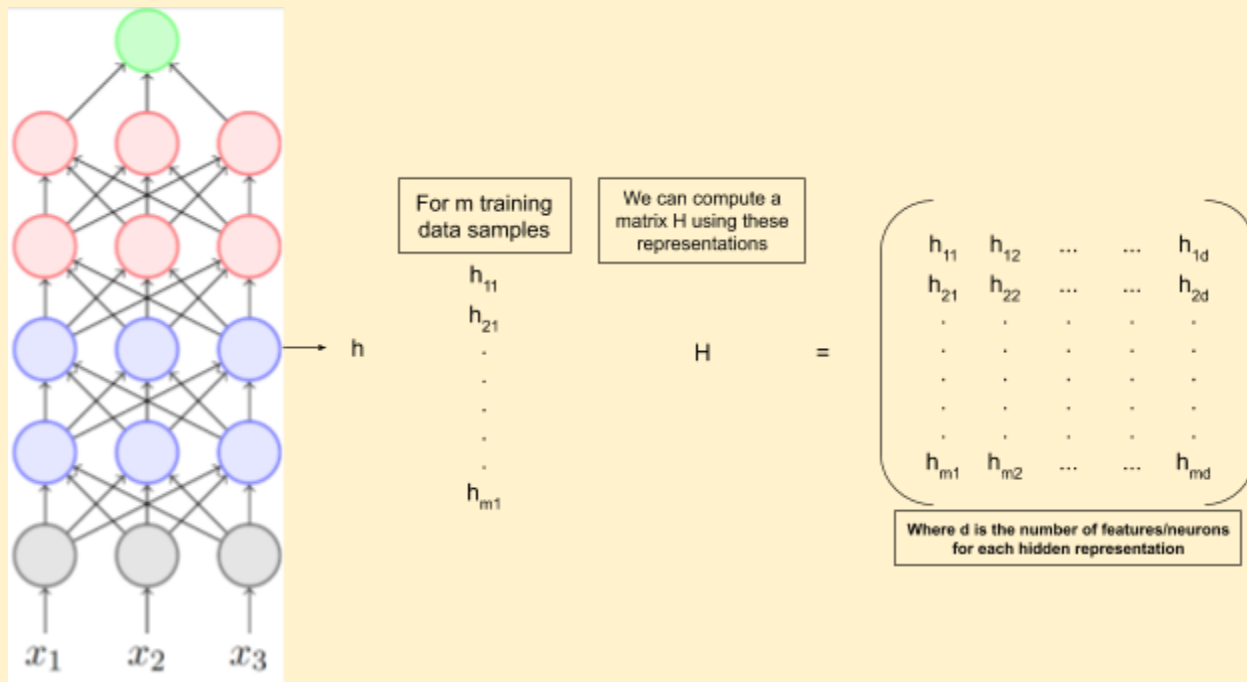 For m training
data samples
h₁₁
h₂₁
.
.
.
.
.
hₘ₁
h
We can compute a
matrix H using these
representations
H =
h₁₁ h₁₂ ... ... h₁d
h₂₁ h₂₂ ... ... h₂d
. . . . .
. . . . .
. . . . .
. . . . .
. . . . .
hₘ₁ hₘ₂ ... ... hₘd
Where d is the number of features/neurons
for each hidden representation
x₁ x₂ x₃